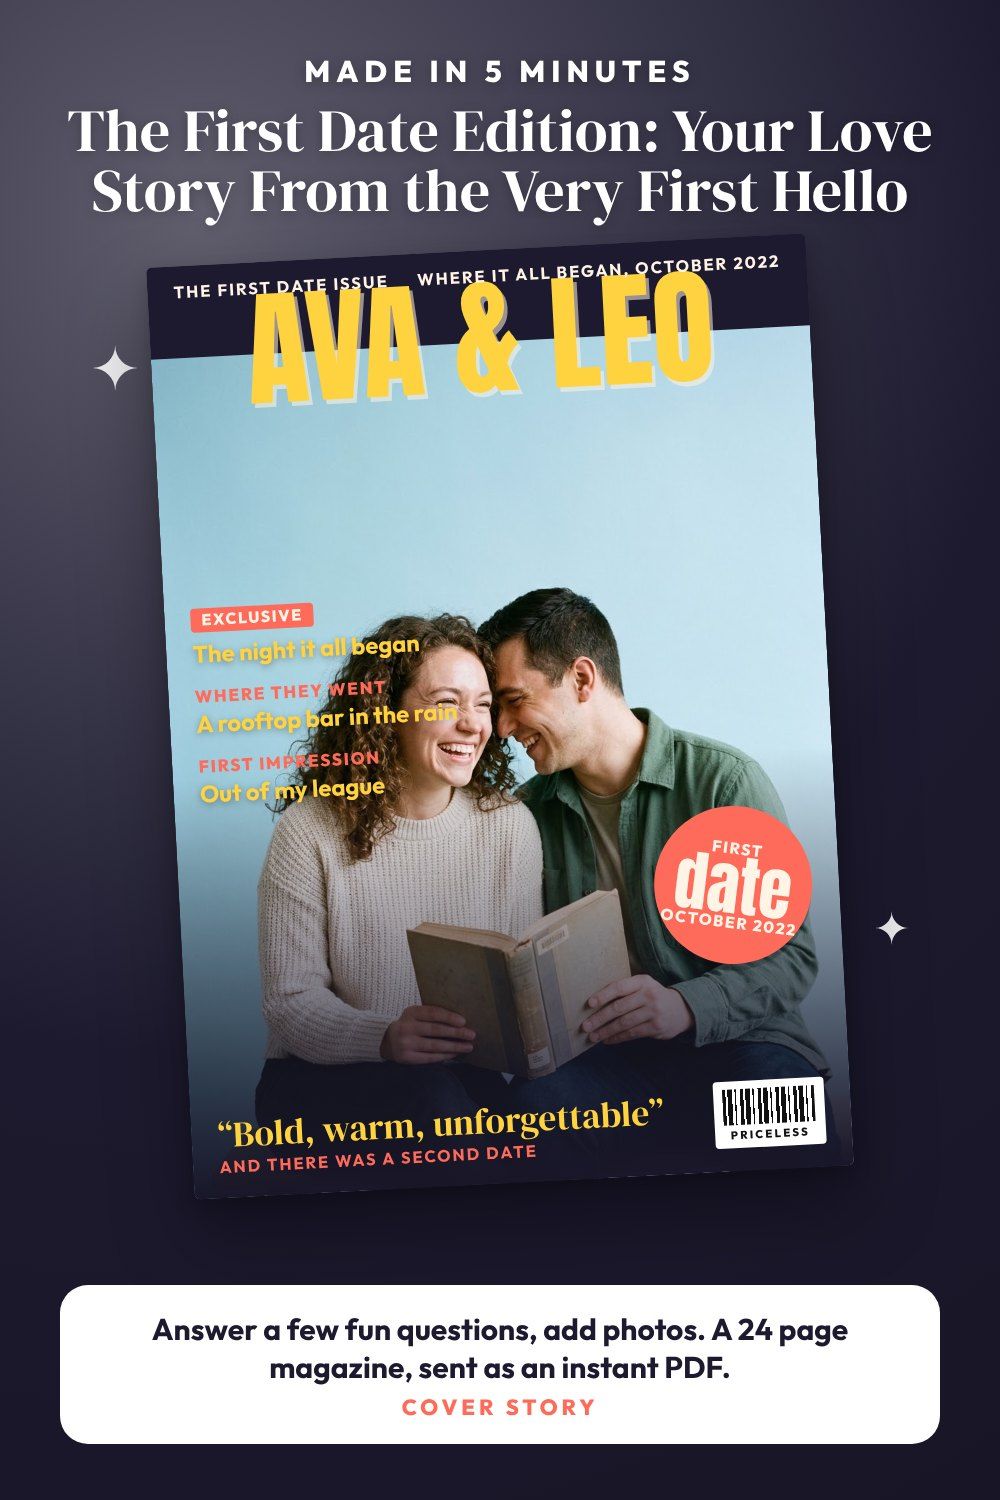 MADE IN 5 MINUTES
The First Date Edition: Your Love
Story From the Very First Hello
THE FIRST DATE ISSUE
WHERE IT ALL BEGAN, OCTOBER 2022
AVA & LEO
EXCLUSIVE
The night it all began
WHERE THEY WENT
A rooftop bar in the rain
FIRST IMPRESSION
Out of my league
FIRST
date
OCTOBER 2022
“Bold, warm, unforgettable”
AND THERE WAS A SECOND DATE
PRICELESS
Answer a few fun questions, add photos. A 24 page
magazine, sent as an instant PDF.
COVER STORY